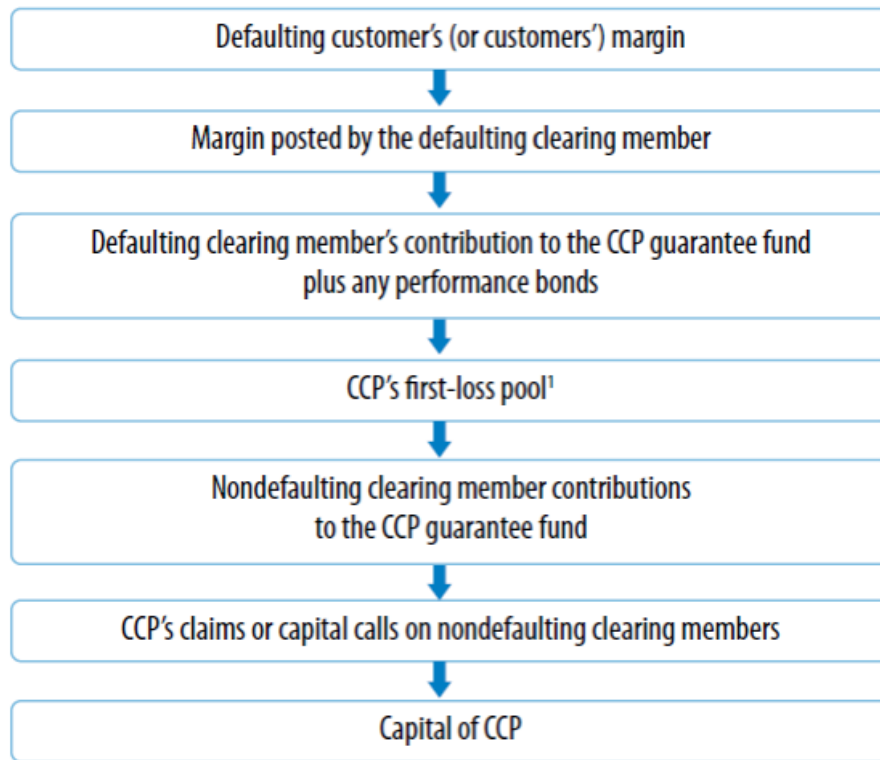 Defaulting customer's (or customers') margin
Margin posted by the defaulting clearing member
Defaulting clearing member's contribution to the CCP guarantee fund
plus any performance bonds
CCP's first-loss pool¹
Nondefaulting clearing member contributions
to the CCP guarantee fund
CCP's claims or capital calls on nondefaulting clearing members
Capital of CCP